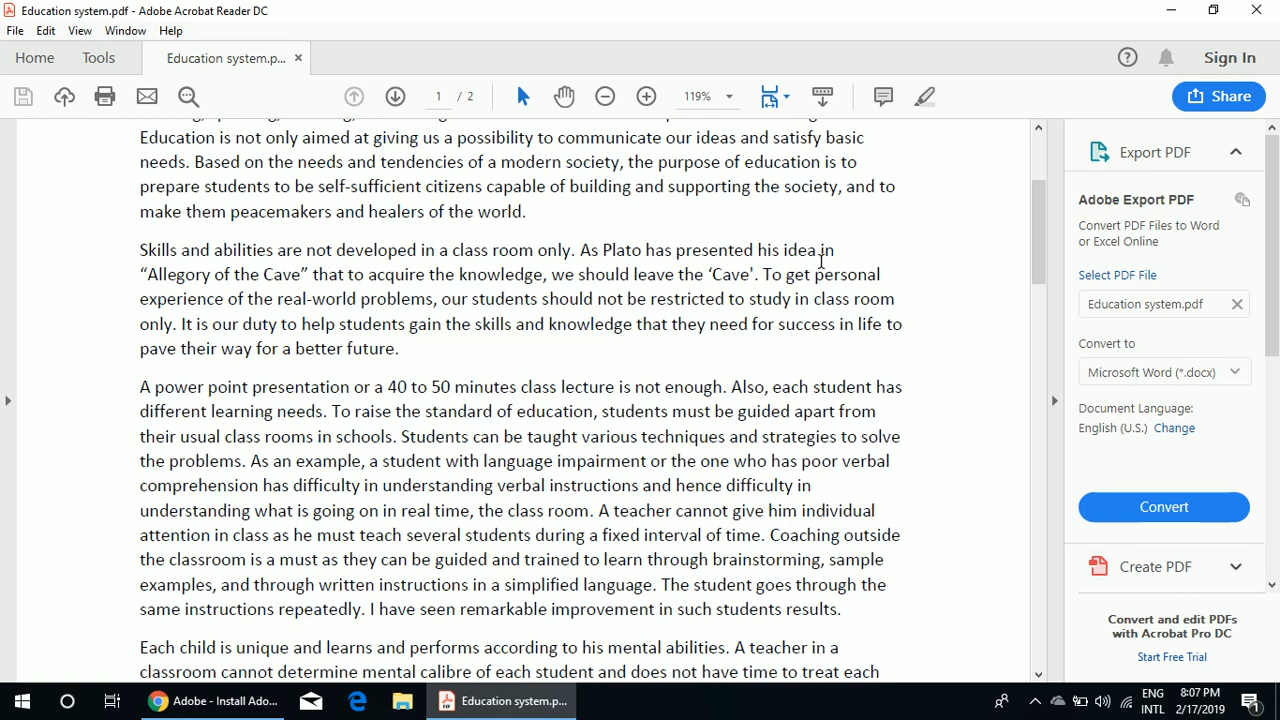 Education system.pdf - Adobe Acrobat Reader DC
File Edit View Window Help
Home Tools Education system.p... × Sign In
1 / 2 119% Share
Education is not only aimed at giving us a possibility to communicate our ideas and satisfy basic
needs. Based on the needs and tendencies of a modern society, the purpose of education is to
prepare students to be self-sufficient citizens capable of building and supporting the society, and to
make them peacemakers and healers of the world.
Skills and abilities are not developed in a class room only. As Plato has presented his idea in
“Allegory of the Cave” that to acquire the knowledge, we should leave the ‘Cave'. To get personal
experience of the real-world problems, our students should not be restricted to study in class room
only. It is our duty to help students gain the skills and knowledge that they need for success in life to
pave their way for a better future.
A power point presentation or a 40 to 50 minutes class lecture is not enough. Also, each student has
different learning needs. To raise the standard of education, students must be guided apart from
their usual class rooms in schools. Students can be taught various techniques and strategies to solve
the problems. As an example, a student with language impairment or the one who has poor verbal
comprehension has difficulty in understanding verbal instructions and hence difficulty in
understanding what is going on in real time, the class room. A teacher cannot give him individual
attention in class as he must teach several students during a fixed interval of time. Coaching outside
the classroom is a must as they can be guided and trained to learn through brainstorming, sample
examples, and through written instructions in a simplified language. The student goes through the
same instructions repeatedly. I have seen remarkable improvement in such students results.
Each child is unique and learns and performs according to his mental abilities. A teacher in a
classroom cannot determine mental calibre of each student and does not have time to treat each
Export PDF
Adobe Export PDF
Convert PDF Files to Word
or Excel Online
Select PDF File
Education system.pdf ×
Convert to
Microsoft Word (*.docx)
Document Language:
English (U.S.) Change
Convert
Create PDF
Convert and edit PDFs
with Acrobat Pro DC
Start Free Trial
Adobe - Install Ado...
Education system.p...
ENG
INTL
8:07 PM
2/17/2019
1